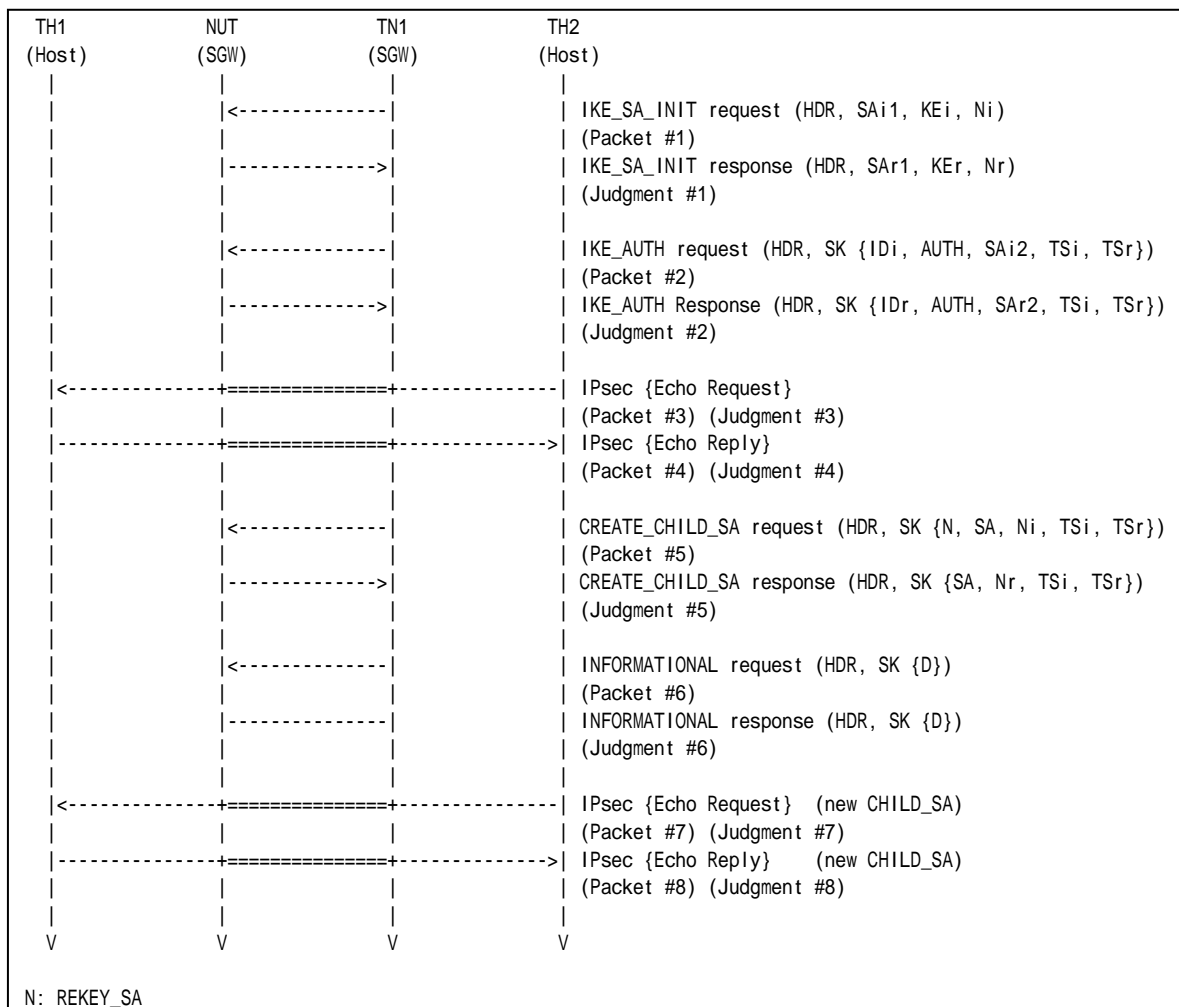 TH1 NUT TN1 TH2
(Host) (SGW) (SGW) (Host)
| | | |
|<--------------| | IKE_SA_INIT request (HDR, SAi1, KEi, Ni)
| | | | (Packet #1)
|-------------->| | IKE_SA_INIT response (HDR, SAr1, KEr, Nr)
| | | | (Judgment #1)
| | | |
|<--------------| | IKE_AUTH request (HDR, SK {IDi, AUTH, SAi2, TSi, TSr})
| | | | (Packet #2)
|-------------->| | IKE_AUTH Response (HDR, SK {IDr, AUTH, SAr2, TSi, TSr})
| | | | (Judgment #2)
| | | |
|<--------------+===============+--------------| IPsec {Echo Request}
| | | | (Packet #3) (Judgment #3)
|---------------+===============+------------->| IPsec {Echo Reply}
| | | | (Packet #4) (Judgment #4)
| | | |
|<--------------| | CREATE_CHILD_SA request (HDR, SK {N, SA, Ni, TSi, TSr})
| | | | (Packet #5)
|-------------->| | CREATE_CHILD_SA response (HDR, SK {SA, Nr, TSi, TSr})
| | | | (Judgment #5)
| | | |
|<--------------| | INFORMATIONAL request (HDR, SK {D})
| | | | (Packet #6)
|---------------| | INFORMATIONAL response (HDR, SK {D})
| | | | (Judgment #6)
| | | |
|<--------------+===============+--------------| IPsec {Echo Request} (new CHILD_SA)
| | | | (Packet #7) (Judgment #7)
|---------------+===============+------------->| IPsec {Echo Reply} (new CHILD_SA)
| | | | (Packet #8) (Judgment #8)
| | | |
V V V V
N: REKEY_SA